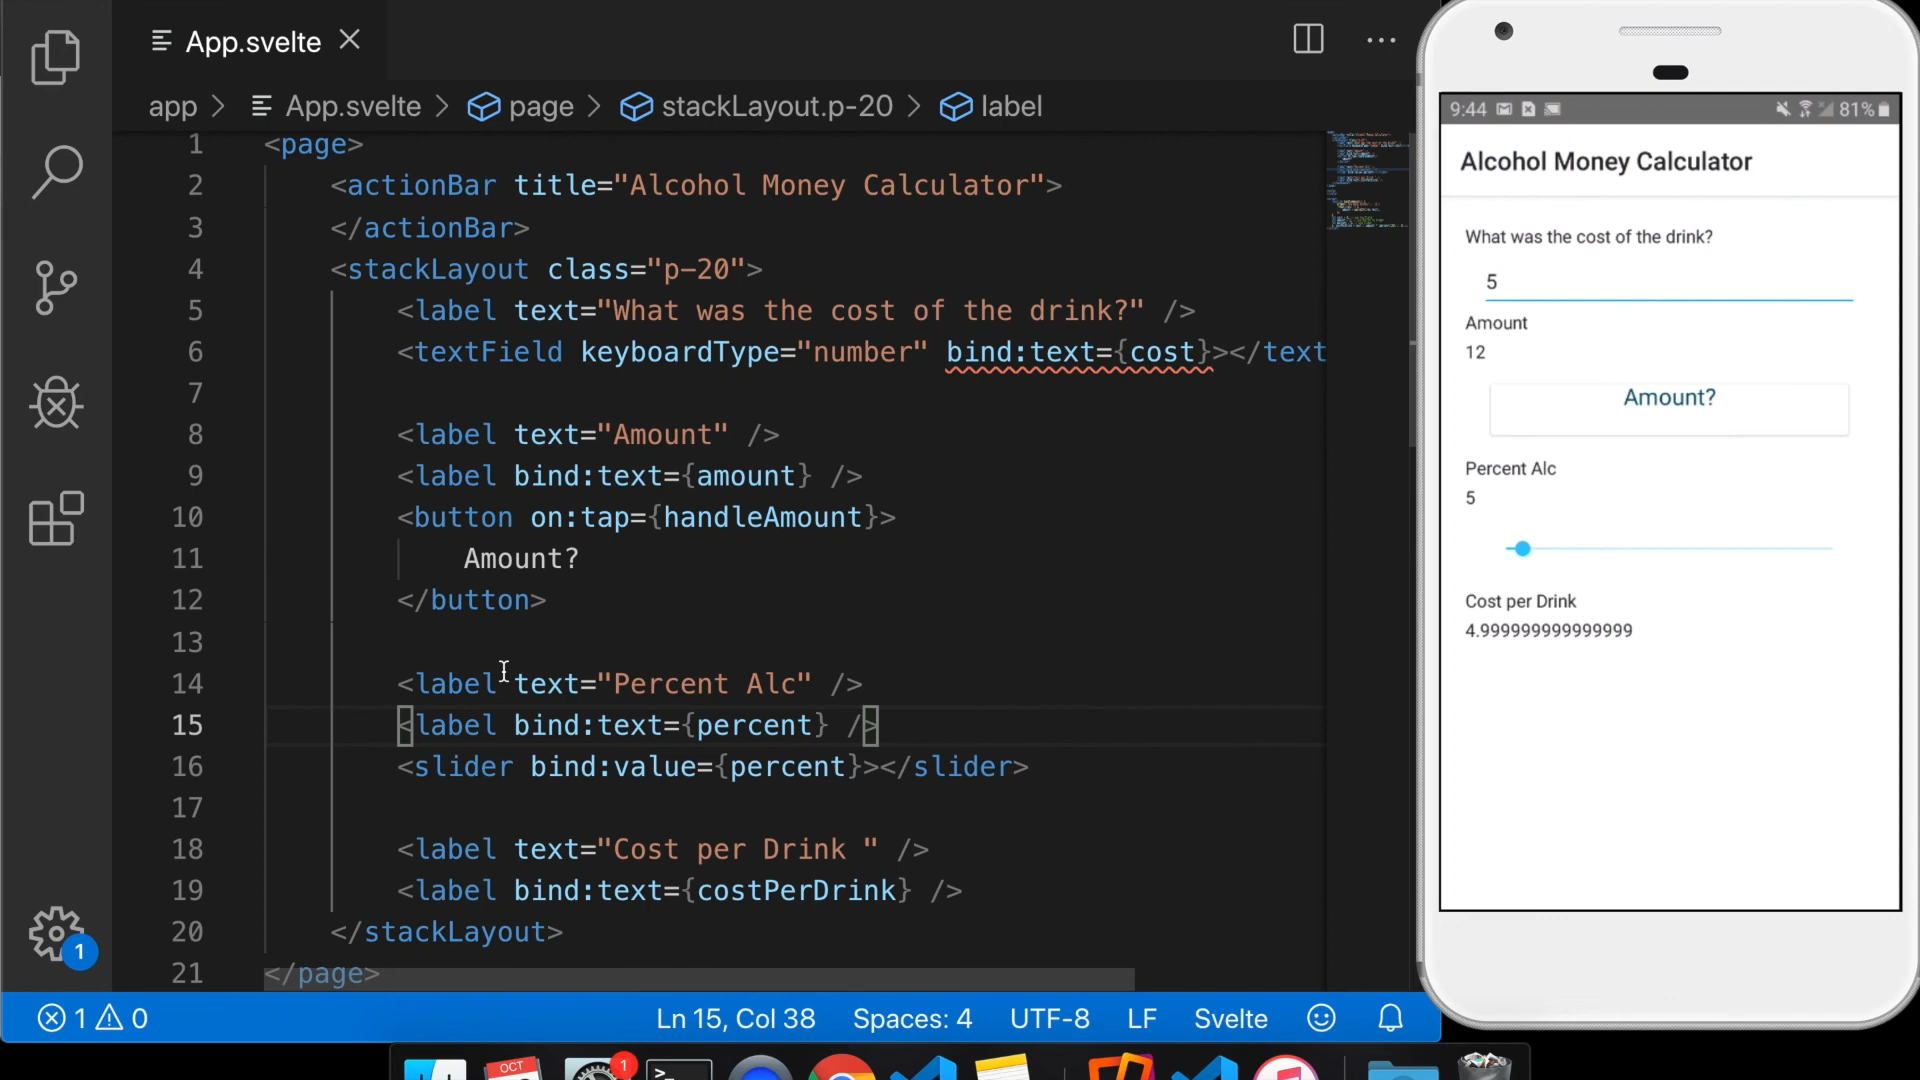 App.svelte
app > App.svelte > page > stackLayout.p-20 > label
1 <page>
2 <actionBar title="Alcohol Money Calculator">
3 </actionBar>
4 <stackLayout class="p-20">
5 <label text="What was the cost of the drink?" />
6 <textField keyboardType="number" bind:text={cost}></text
7
8 <label text="Amount" />
9 <label bind:text={amount} />
10 <button on:tap={handleAmount}>
11 Amount?
12 </button>
13
14 <label text="Percent Alc" />
15 <label bind:text={percent} />
16 <slider bind:value={percent}></slider>
17
18 <label text="Cost per Drink " />
19 <label bind:text={costPerDrink} />
20 </stackLayout>
21 </page>
1
1 0 Ln 15, Col 38 Spaces: 4 UTF-8 LF Svelte
OCT
1
9:44 81%
Alcohol Money Calculator
What was the cost of the drink?
5
Amount
12
Amount?
Percent Alc
5
Cost per Drink
4.999999999999999